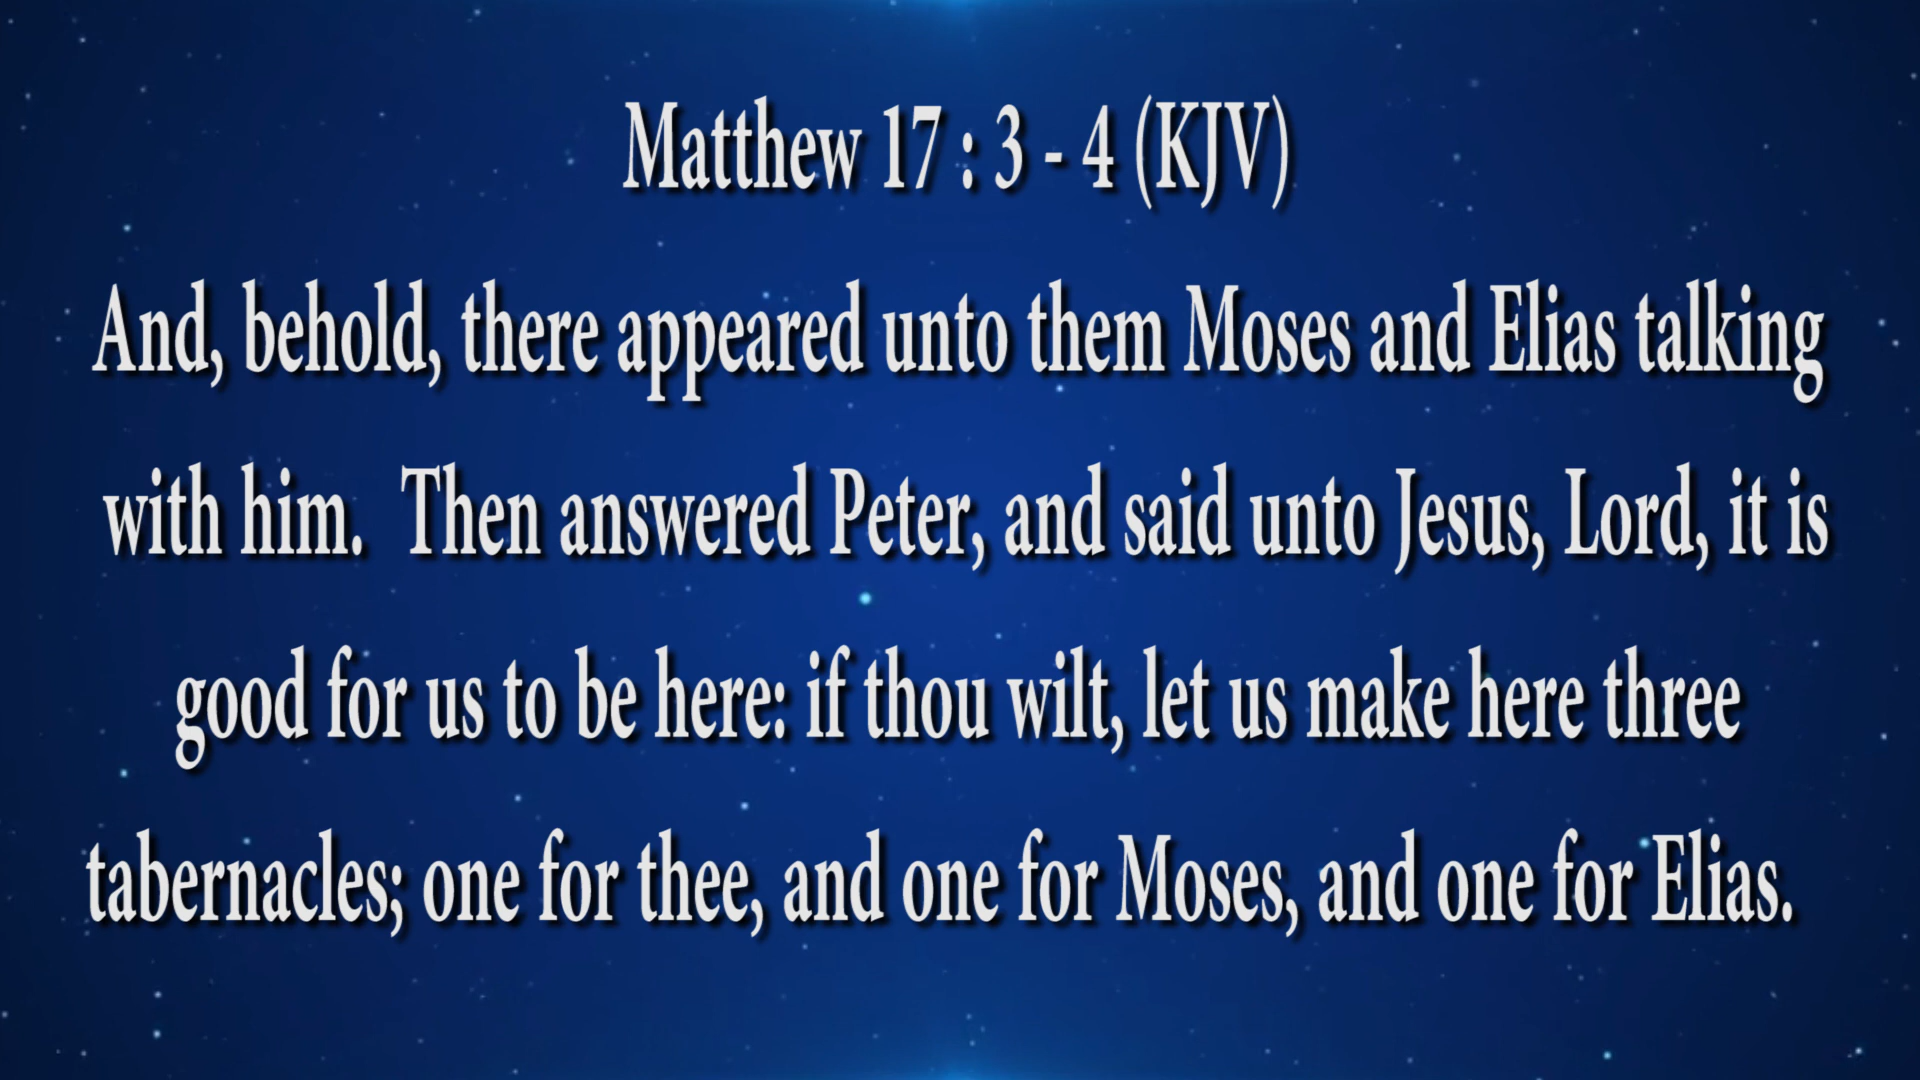 Matthew 17 : 3 - 4 (KJV)
And, behold, there appeared unto them Moses and Elias talking
with him.  Then answered Peter, and said unto Jesus, Lord, it is
good for us to be here: if thou wilt, let us make here three
tabernacles; one for thee, and one for Moses, and one for Elias.